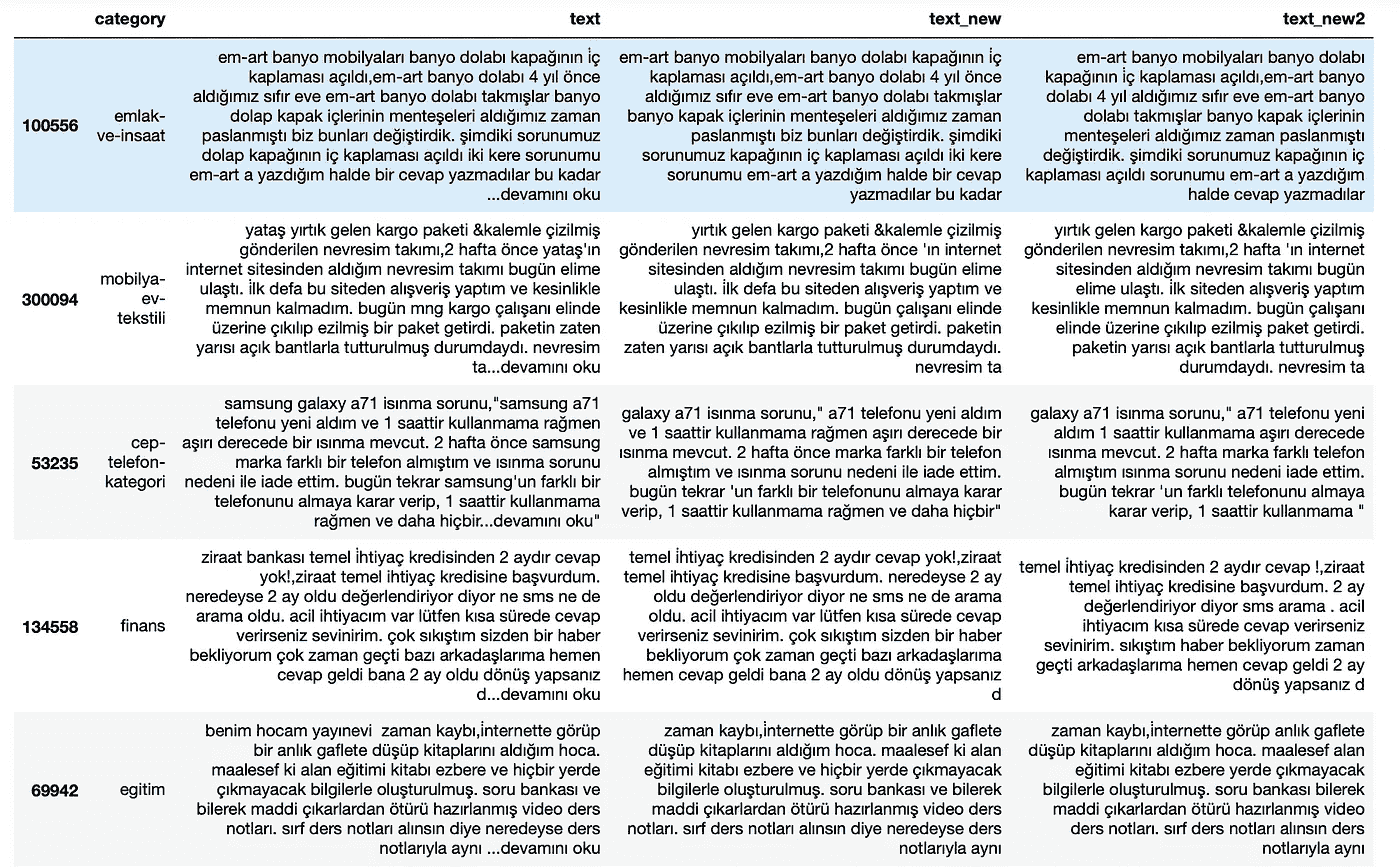 category
text
text_new
text_new2
100556
emlak-
ve-insaat
em-art banyo mobilyaları banyo dolabı kapağının i̇ç
kaplaması açıldı,em-art banyo dolabı 4 yıl önce
aldığımız sıfır eve em-art banyo dolabı takmışlar banyo
dolap kapak içlerinin menteşeleri aldığımız zaman
paslanmıştı biz bunları değiştirdik. şimdiki sorunumuz
dolap kapağının iç kaplaması açıldı iki kere sorunumu
em-art a yazdığım halde bir cevap yazmadılar bu kadar
...devamını oku
em-art banyo mobilyaları banyo dolabı kapağının i̇ç
kaplaması açıldı,em-art banyo dolabı 4 yıl önce
aldığımız sıfır eve em-art banyo dolabı takmışlar
banyo kapak içlerinin menteşeleri aldığımız zaman
paslanmıştı biz bunları değiştirdik. şimdiki
sorunumuz kapağının iç kaplaması açıldı iki kere
sorunumu em-art a yazdığım halde bir cevap
yazmadılar bu kadar
em-art banyo mobilyaları banyo dolabı
kapağının i̇ç kaplaması açıldı,em-art banyo
dolabı 4 yıl aldığımız sıfır eve em-art banyo
dolabı takmışlar banyo kapak içlerinin
menteşeleri aldığımız zaman paslanmıştı
değiştirdik. şimdiki sorunumuz kapağının iç
kaplaması açıldı sorunumu em-art a yazdığım
halde cevap yazmadılar
300094
mobilya-
ev-
tekstili
yataş yırtık gelen kargo paketi &kalemle çizilmiş
gönderilen nevresim takımı,2 hafta önce yataş'ın
internet sitesinden aldığım nevresim takımı bugün elime
ulaştı. i̇lk defa bu siteden alışveriş yaptım ve kesinlikle
memnun kalmadım. bugün mng kargo çalışanı elinde
üzerine çıkılıp ezilmiş bir paket getirdi. paketin zaten
yarısı açık bantlarla tutturulmuş durumdaydı. nevresim
ta...devamını oku
yırtık gelen kargo paketi &kalemle çizilmiş
gönderilen nevresim takımı,2 hafta önce 'ın internet
sitesinden aldığım nevresim takımı bugün elime
ulaştı. i̇lk defa bu siteden alışveriş yaptım ve
kesinlikle memnun kalmadım. bugün çalışanı elinde
üzerine çıkılıp ezilmiş bir paket getirdi. paketin
zaten yarısı açık bantlarla tutturulmuş durumdaydı.
nevresim ta
yırtık gelen kargo paketi &kalemle çizilmiş
gönderilen nevresim takımı,2 hafta 'ın internet
sitesinden aldığım nevresim takımı bugün
elime ulaştı. i̇lk siteden alışveriş yaptım
kesinlikle memnun kalmadım. bugün çalışanı
elinde üzerine çıkılıp ezilmiş paket getirdi.
paketin yarısı açık bantlarla tutturulmuş
durumdaydı. nevresim ta
53235
cep-
telefon-
kategori
samsung galaxy a71 ısınma sorunu,"samsung a71
telefonu yeni aldım ve 1 saattir kullanmama rağmen
aşırı derecede bir ısınma mevcut. 2 hafta önce samsung
marka farklı bir telefon almıştım ve ısınma sorunu
nedeni ile iade ettim. bugün tekrar samsung'un farklı bir
telefonunu almaya karar verip, 1 saattir kullanmama
rağmen ve daha hiçbir...devamını oku"
galaxy a71 ısınma sorunu," a71 telefonu yeni aldım
ve 1 saattir kullanmama rağmen aşırı derecede bir
ısınma mevcut. 2 hafta önce marka farklı bir telefon
almıştım ve ısınma sorunu nedeni ile iade ettim.
bugün tekrar 'un farklı bir telefonunu almaya karar
verip, 1 saattir kullanmama rağmen ve daha hiçbir"
galaxy a71 ısınma sorunu," a71 telefonu yeni
aldım 1 saattir kullanmama aşırı derecede
ısınma mevcut. 2 hafta marka farklı telefon
almıştım ısınma sorunu nedeni iade ettim.
bugün tekrar 'un farklı telefonunu almaya
karar verip, 1 saattir kullanmama "
134558
finans
ziraat bankası temel i̇htiyaç kredisinden 2 aydır cevap
yok!,ziraat temel ihtiyaç kredisine başvurdum.
neredeyse 2 ay oldu değerlendiriyor diyor ne sms ne de
arama oldu. acil ihtiyacım var lütfen kısa sürede cevap
verirseniz sevinirim. çok sıkıştım sizden bir haber
bekliyorum çok zaman geçti bazı arkadaşlarıma hemen
cevap geldi bana 2 ay oldu dönüş yapsanız
d...devamını oku
temel i̇htiyaç kredisinden 2 aydır cevap yok!,ziraat
temel ihtiyaç kredisine başvurdum. neredeyse 2 ay
oldu değerlendiriyor diyor ne sms ne de arama
oldu. acil ihtiyacım var lütfen kısa sürede cevap
verirseniz sevinirim. çok sıkıştım sizden bir haber
bekliyorum çok zaman geçti bazı arkadaşlarıma
hemen cevap geldi bana 2 ay oldu dönüş yapsanız
d
temel i̇htiyaç kredisinden 2 aydır cevap !,ziraat
temel ihtiyaç kredisine başvurdum. 2 ay
değerlendiriyor diyor sms arama . acil
ihtiyacım kısa sürede cevap verirseniz
sevinirim. sıkıştım haber bekliyorum zaman
geçti arkadaşlarıma hemen cevap geldi 2 ay
dönüş yapsanız d
69942
egitim
benim hocam yayınevi  zaman kaybı,i̇nternette görüp
bir anlık gaflete düşüp kitaplarını aldığım hoca.
maalesef ki alan eğitimi kitabı ezbere ve hiçbir yerde
çıkmayacak bilgilerle oluşturulmuş. soru bankası ve
bilerek maddi çıkarlardan ötürü hazırlanmış video ders
notları. sırf ders notları alınsın diye neredeyse ders
notlarıyla aynı ...devamını oku
zaman kaybı,i̇nternette görüp bir anlık gaflete
düşüp kitaplarını aldığım hoca. maalesef ki alan
eğitimi kitabı ezbere ve hiçbir yerde çıkmayacak
bilgilerle oluşturulmuş. soru bankası ve bilerek
maddi çıkarlardan ötürü hazırlanmış video ders
notları. sırf ders notları alınsın diye neredeyse ders
notlarıyla aynı
zaman kaybı,i̇nternette görüp anlık gaflete
düşüp kitaplarını aldığım hoca. maalesef alan
eğitimi kitabı ezbere yerde çıkmayacak
bilgilerle oluşturulmuş. soru bankası bilerek
maddi çıkarlardan ötürü hazırlanmış video
ders notları. sırf ders notları alınsın ders
notlarıyla aynı